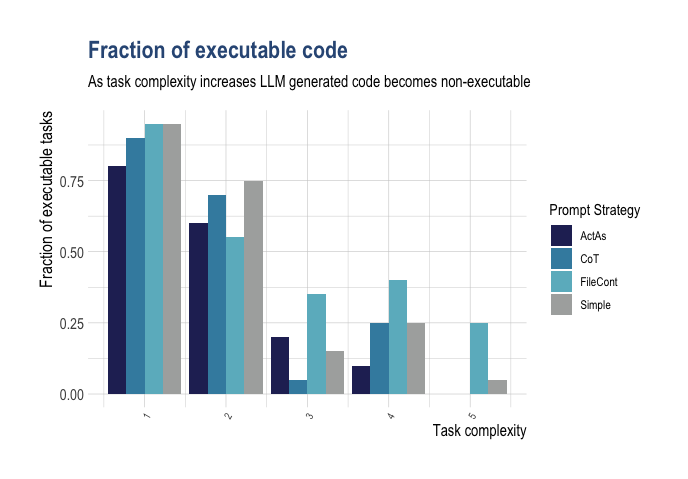 Fraction of executable code
As task complexity increases LLM generated code becomes non-executable
Fraction of executable tasks
0.75
0.50
0.25
0.00
1
2
3
4
5
Task complexity
Prompt Strategy
ActAs
CoT
FileCont
Simple